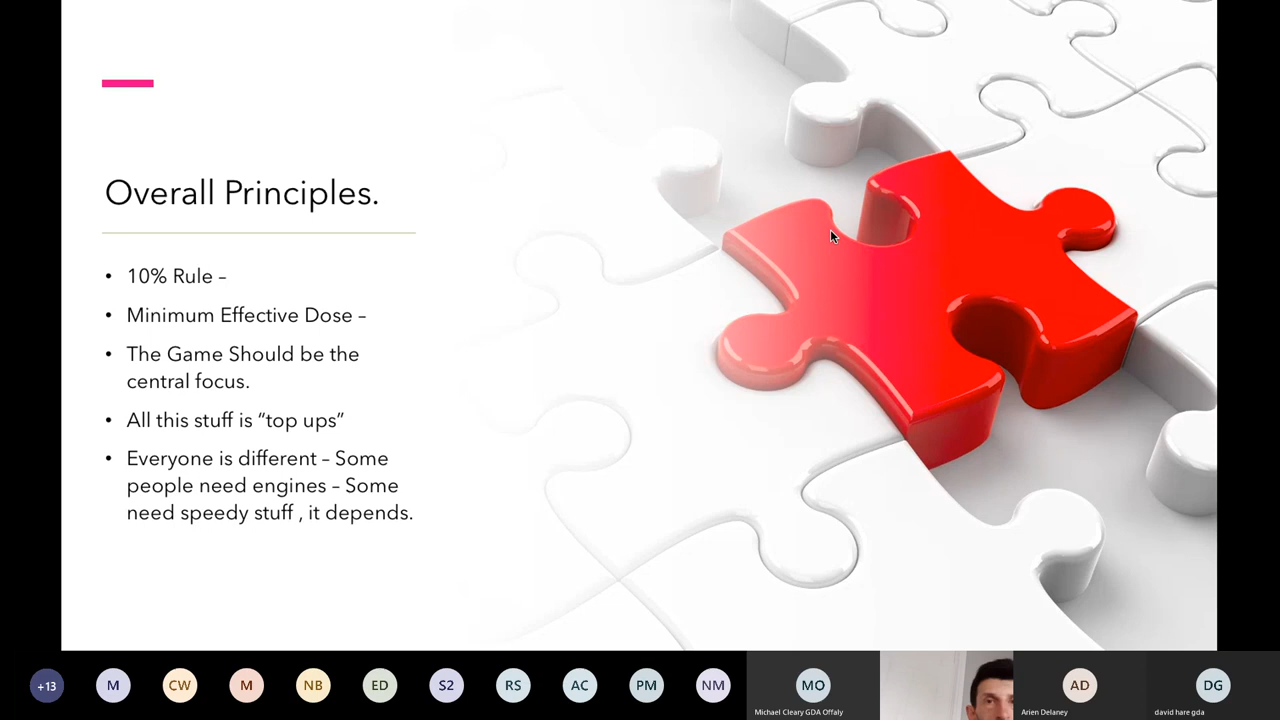 Overall Principles.
• 10% Rule –
• Minimum Effective Dose –
• The Game Should be the
central focus.
• All this stuff is “top ups”
• Everyone is different – Some
people need engines – Some
need speedy stuff , it depends.
+13
M
CW
M
NB
ED
S2
RS
AC
PM
NM
MO
AD
DG
Michael Cleary GDA Offaly
Arien Delaney
david hare gda